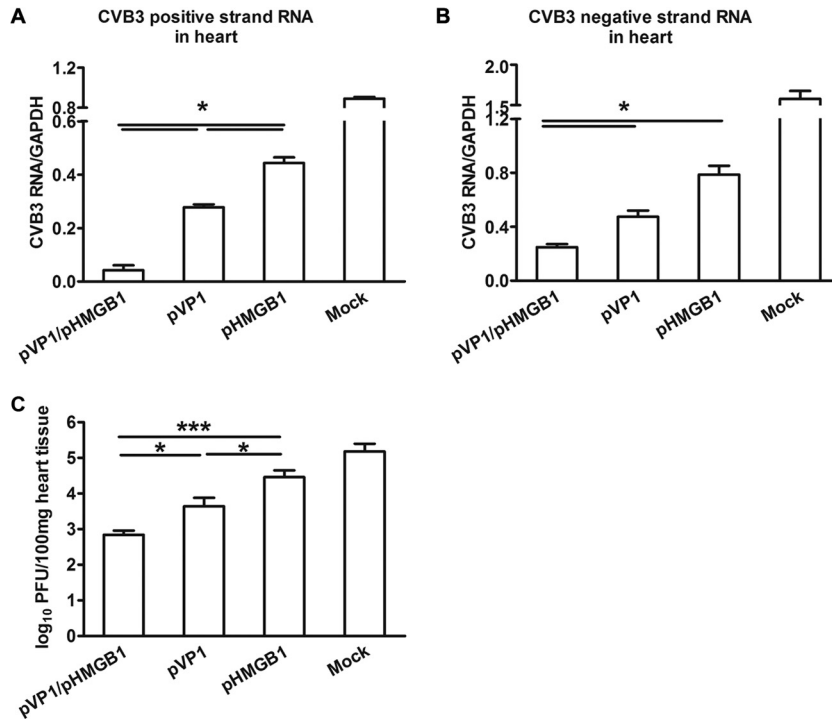 A
CVB3 positive strand RNA
in heart
CVB3 RNA/GAPDH
1.2
0.8
0.6
0.4
0.2
0.0
*
pVP1/pHMGB1
pVP1
pHMGB1
Mock
B
CVB3 negative strand RNA
in heart
CVB3 RNA/GAPDH
2.0
1.5
1.2
0.8
0.4
0.0
*
pVP1/pHMGB1
pVP1
pHMGB1
Mock
C
log₁₀ PFU/100mg heart tissue
6
5
4
3
2
1
0
***
* *
pVP1/pHMGB1
pVP1
pHMGB1
Mock